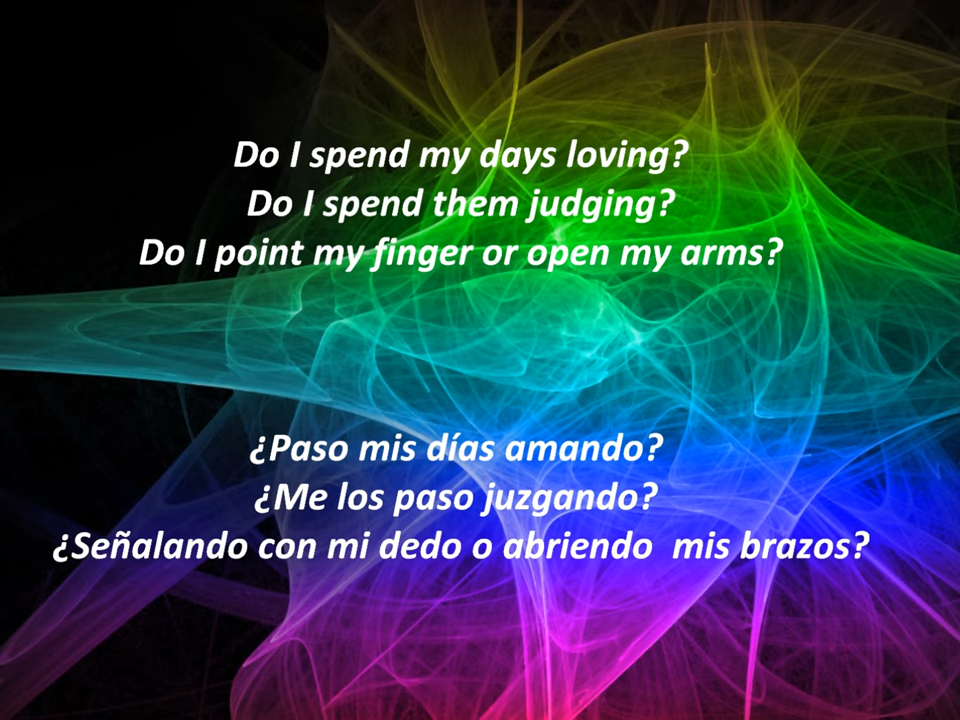 Do I spend my days loving?
Do I spend them judging?
Do I point my finger or open my arms?
¿Paso mis días amando?
¿Me los paso juzgando?
¿Señalando con mi dedo o abriendo  mis brazos?